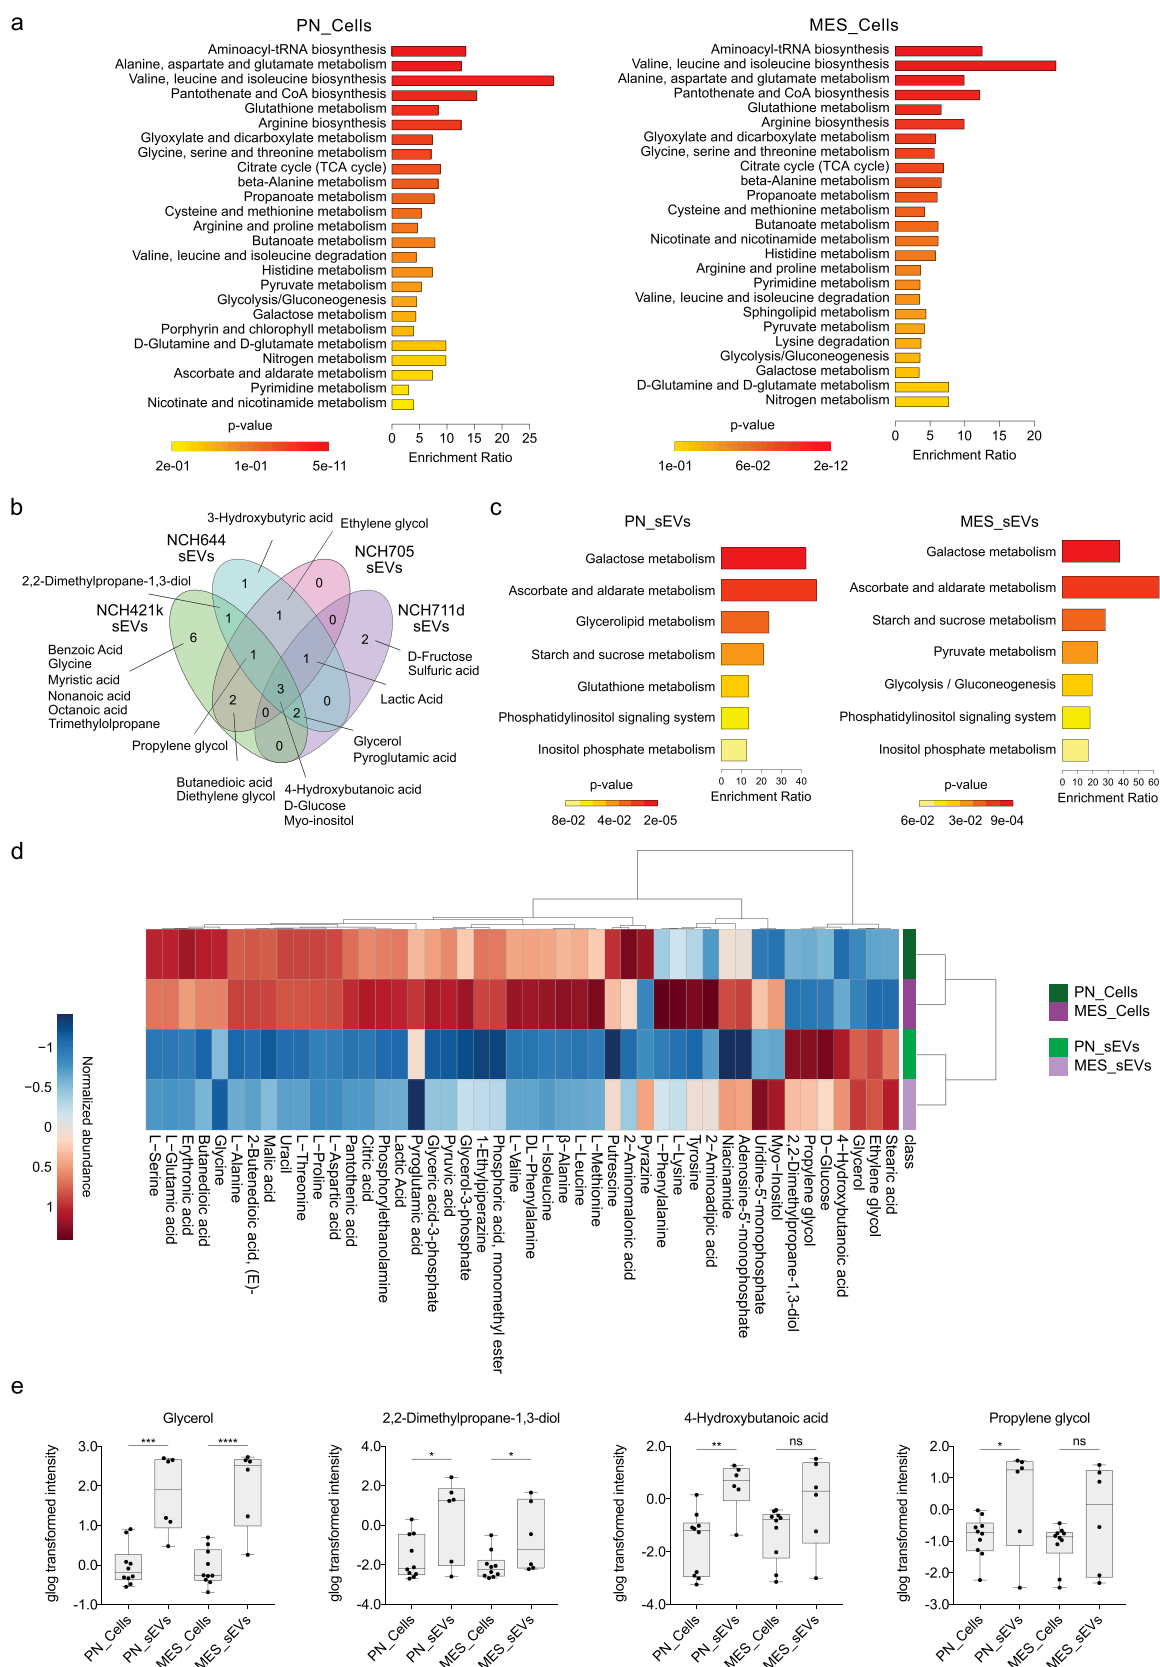 a
PN_Cells
Aminoacyl-tRNA biosynthesis
Alanine, aspartate and glutamate metabolism
Valine, leucine and isoleucine biosynthesis
Pantothenate and CoA biosynthesis
Glutathione metabolism
Arginine biosynthesis
Glyoxylate and dicarboxylate metabolism
Glycine, serine and threonine metabolism
Citrate cycle (TCA cycle)
beta-Alanine metabolism
Propanoate metabolism
Cysteine and methionine metabolism
Arginine and proline metabolism
Butanoate metabolism
Valine, leucine and isoleucine degradation
Histidine metabolism
Pyruvate metabolism
Glycolysis/Gluconeogenesis
Galactose metabolism
Porphyrin and chlorophyll metabolism
D-Glutamine and D-glutamate metabolism
Nitrogen metabolism
Ascorbate and aldarate metabolism
Pyrimidine metabolism
Nicotinate and nicotinamide metabolism
p-value
2e-01 1e-01 5e-11
0 5 10 15 20 25
Enrichment Ratio
MES_Cells
Aminoacyl-tRNA biosynthesis
Valine, leucine and isoleucine biosynthesis
Alanine, aspartate and glutamate metabolism
Pantothenate and CoA biosynthesis
Glutathione metabolism
Arginine biosynthesis
Glyoxylate and dicarboxylate metabolism
Glycine, serine and threonine metabolism
Citrate cycle (TCA cycle)
beta-Alanine metabolism
Propanoate metabolism
Cysteine and methionine metabolism
Butanoate metabolism
Nicotinate and nicotinamide metabolism
Histidine metabolism
Arginine and proline metabolism
Pyrimidine metabolism
Valine, leucine and isoleucine degradation
Sphingolipid metabolism
Pyruvate metabolism
Lysine degradation
Glycolysis/Gluconeogenesis
Galactose metabolism
D-Glutamine and D-glutamate metabolism
Nitrogen metabolism
p-value
1e-01 6e-02 2e-12
0 5 10 15 20
Enrichment Ratio
b
3-Hydroxybutyric acid
Ethylene glycol
NCH644
sEVs
NCH705
sEVs
2,2-Dimethylpropane-1,3-diol
NCH421k
sEVs
NCH711d
sEVs
1
0
1
1
0
6
2
1
1
3
2
0
0
2
0
Benzoic Acid
Glycine
Myristic acid
Nonanoic acid
Octanoic acid
Trimethylolpropane
D-Fructose
Sulfuric acid
Lactic Acid
Propylene glycol
Glycerol
Pyroglutamic acid
Butanedioic acid
Diethylene glycol
4-Hydroxybutanoic acid
D-Glucose
Myo-inositol
c
PN_sEVs
Galactose metabolism
Ascorbate and aldarate metabolism
Glycerolipid metabolism
Starch and sucrose metabolism
Glutathione metabolism
Phosphatidylinositol signaling system
Inositol phosphate metabolism
0 10 20 30 40
p-value
Enrichment Ratio
8e-02 4e-02 2e-05
MES_sEVs
Galactose metabolism
Ascorbate and aldarate metabolism
Starch and sucrose metabolism
Pyruvate metabolism
Glycolysis / Gluconeogenesis
Phosphatidylinositol signaling system
Inositol phosphate metabolism
0 10 20 30 40 50 60
p-value
Enrichment Ratio
6e-02 3e-02 9e-04
d
−1
−0.5
0
0.5
1
Normalized abundance
PN_Cells
MES_Cells
PN_sEVs
MES_sEVs
L−Serine
L−Glutamic acid
Erythronic acid
Butanedioic acid
Glycine
L−Alanine
2-Butenedioic acid, (E)-
Malic acid
Uracil
L−Threonine
L−Proline
L−Aspartic acid
Pantothenic acid
Citric acid
Phosphorylethanolamine
Lactic Acid
Pyroglutamic acid
Glyceric acid-3-phosphate
Pyruvic acid
Glycerol-3-phosphate
1-Ethylpiperazine
Phosphoric acid, monomethyl ester
L−Valine
DL−Phenylalanine
L−Isoleucine
β−Alanine
L−Leucine
L−Methionine
Putrescine
2−Aminomalonic acid
Pyrazine
L−Phenylalanine
L−Lysine
Tyrosine
2−Aminoadipic acid
Niacinamide
Adenosine-5'-monophosphate
Uridine-5'-monophosphate
Myo−Inositol
2,2-Dimethylpropane-1,3-diol
Propylene glycol
D−Glucose
4−Hydroxybutanoic acid
Glycerol
Ethylene glycol
Stearic acid
class
e
Glycerol
glog transformed intensity
3.0
2.0
1.0
0.0
-1.0
*** ****
PN_Cells
PN_sEVs
MES_Cells
MES_sEVs
2,2-Dimethylpropane-1,3-diol
glog transformed intensity
4.0
2.0
0.0
-2.0
-4.0
* *
PN_Cells
PN_sEVs
MES_Cells
MES_sEVs
4-Hydroxybutanoic acid
glog transformed intensity
2.0
0.0
-2.0
-4.0
** ns
PN_Cells
PN_sEVs
MES_Cells
MES_sEVs
Propylene glycol
glog transformed intensity
2.0
1.0
-0.0
-1.0
-2.0
-3.0
* ns
PN_Cells
PN_sEVs
MES_Cells
MES_sEVs